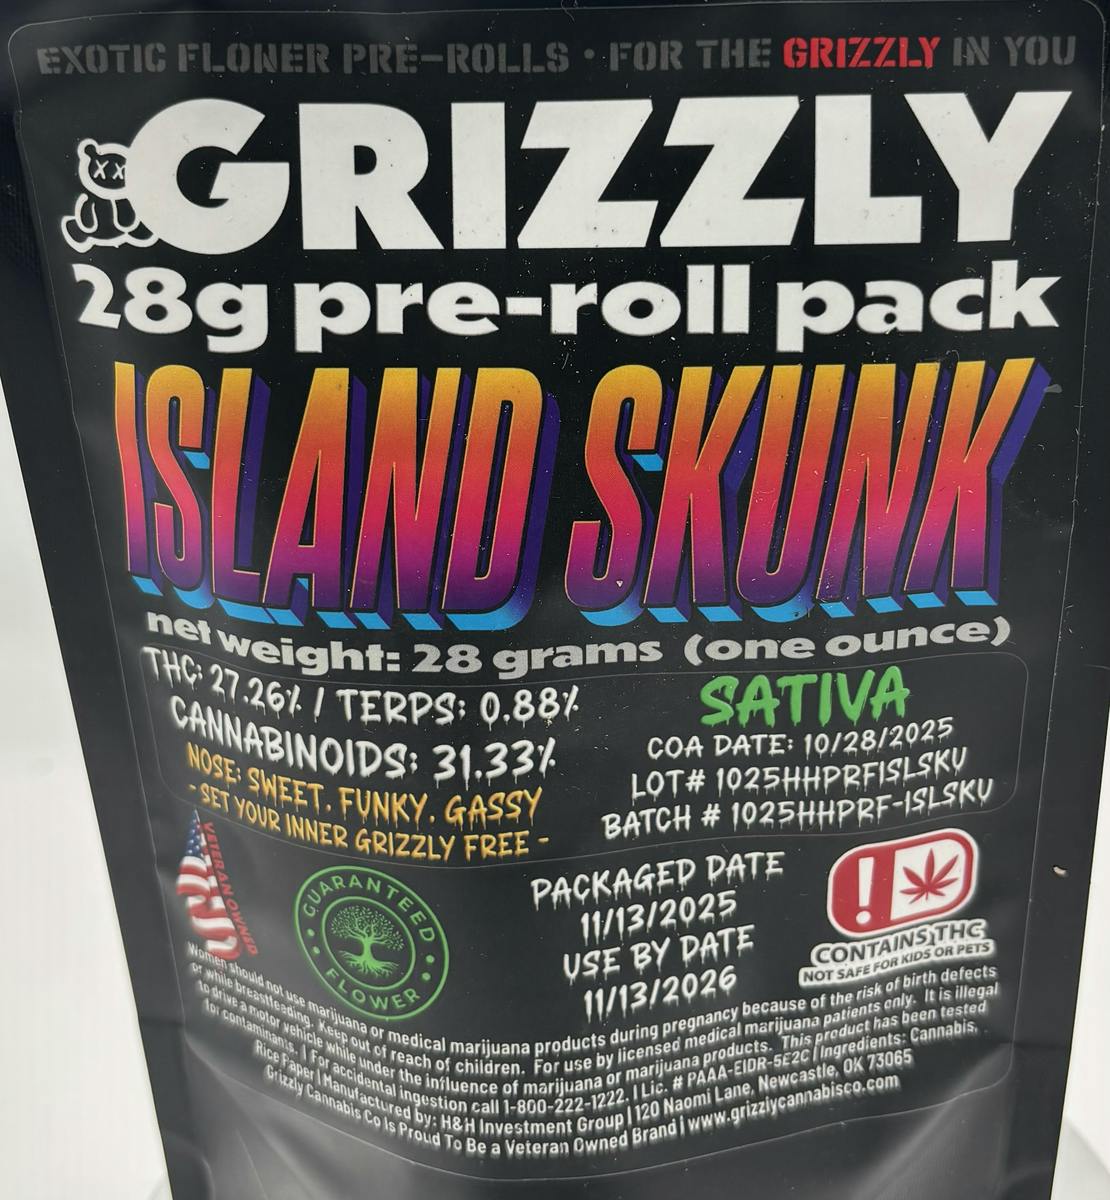 EXOTIC FLOWER PRE-ROLLS • FOR THE GRIZZLY IN YOU
GRIZZLY
28g pre-roll pack
ISLAND SKUNK
net weight: 28 grams (one ounce)
THC: 27.26% / TERPS: 0.88%
CANNABINOIDS: 31.33%
NOSE: SWEET, FUNKY, GASSY
- SET YOUR INNER GRIZZLY FREE -
SATIVA
COA DATE: 10/28/2025
LOT# 1025HHPRFISLSKU
BATCH # 1025HHPRF-ISLSKU
VETERAN OWNED
GUARANTEED
FLOWER
PACKAGED DATE
11/13/2025
USE BY DATE
11/13/2026
CONTAINS THC
NOT SAFE FOR KIDS OR PETS
Women should not use marijuana or medical marijuana products during pregnancy because of the risk of birth defects
or while breastfeeding. Keep out of reach of children. For use by licensed medical marijuana patients only. It is illegal
to drive a motor vehicle while under the influence of marijuana or marijuana products. This product has been tested
for contaminants. | For accidental ingestion call 1-800-222-1222. | Lic. # PAAA-EIDR-5E2C | Ingredients: Cannabis,
Rice Paper | Manufactured by: H&H Investment Group | 120 Naomi Lane, Newcastle, OK 73065
Grizzly Cannabis Co Is Proud To Be a Veteran Owned Brand | www.grizzlycannabisco.com